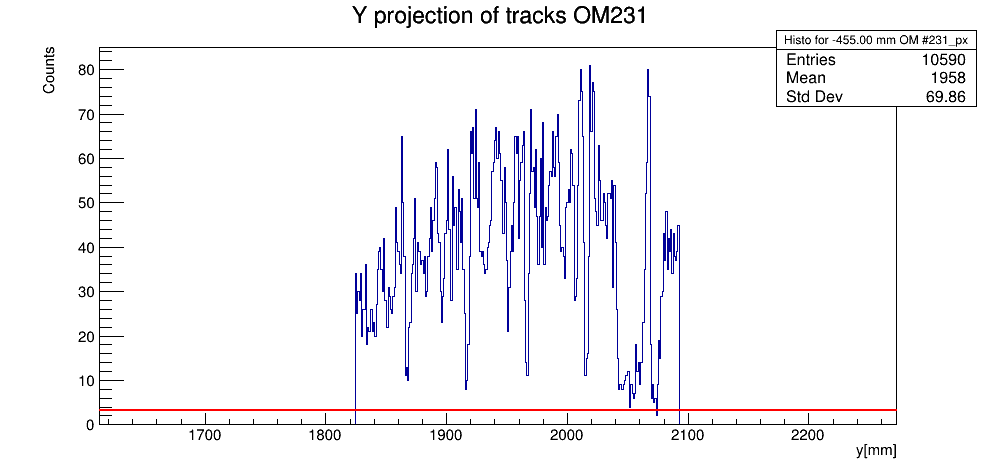 Y projection of tracks OM231
Histo for -455.00 mm OM #231_px
Entries 10590
Mean 1958
Std Dev 69.86
Counts
80
70
60
50
40
30
20
10
0
1700 1800 1900 2000 2100 2200
y[mm]